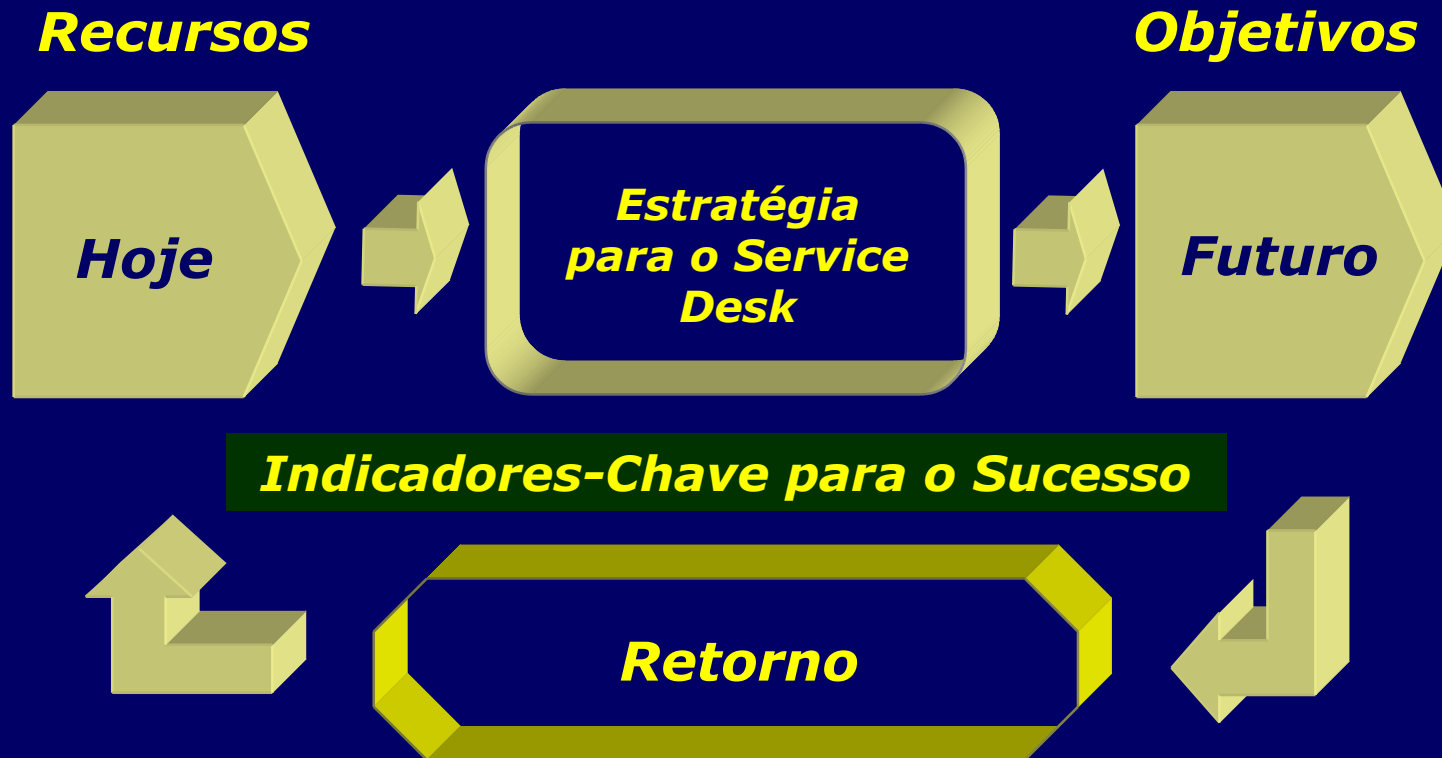 Recursos
Objetivos
Hoje
Estratégia
para o Service
Desk
Futuro
Indicadores-Chave para o Sucesso
Retorno